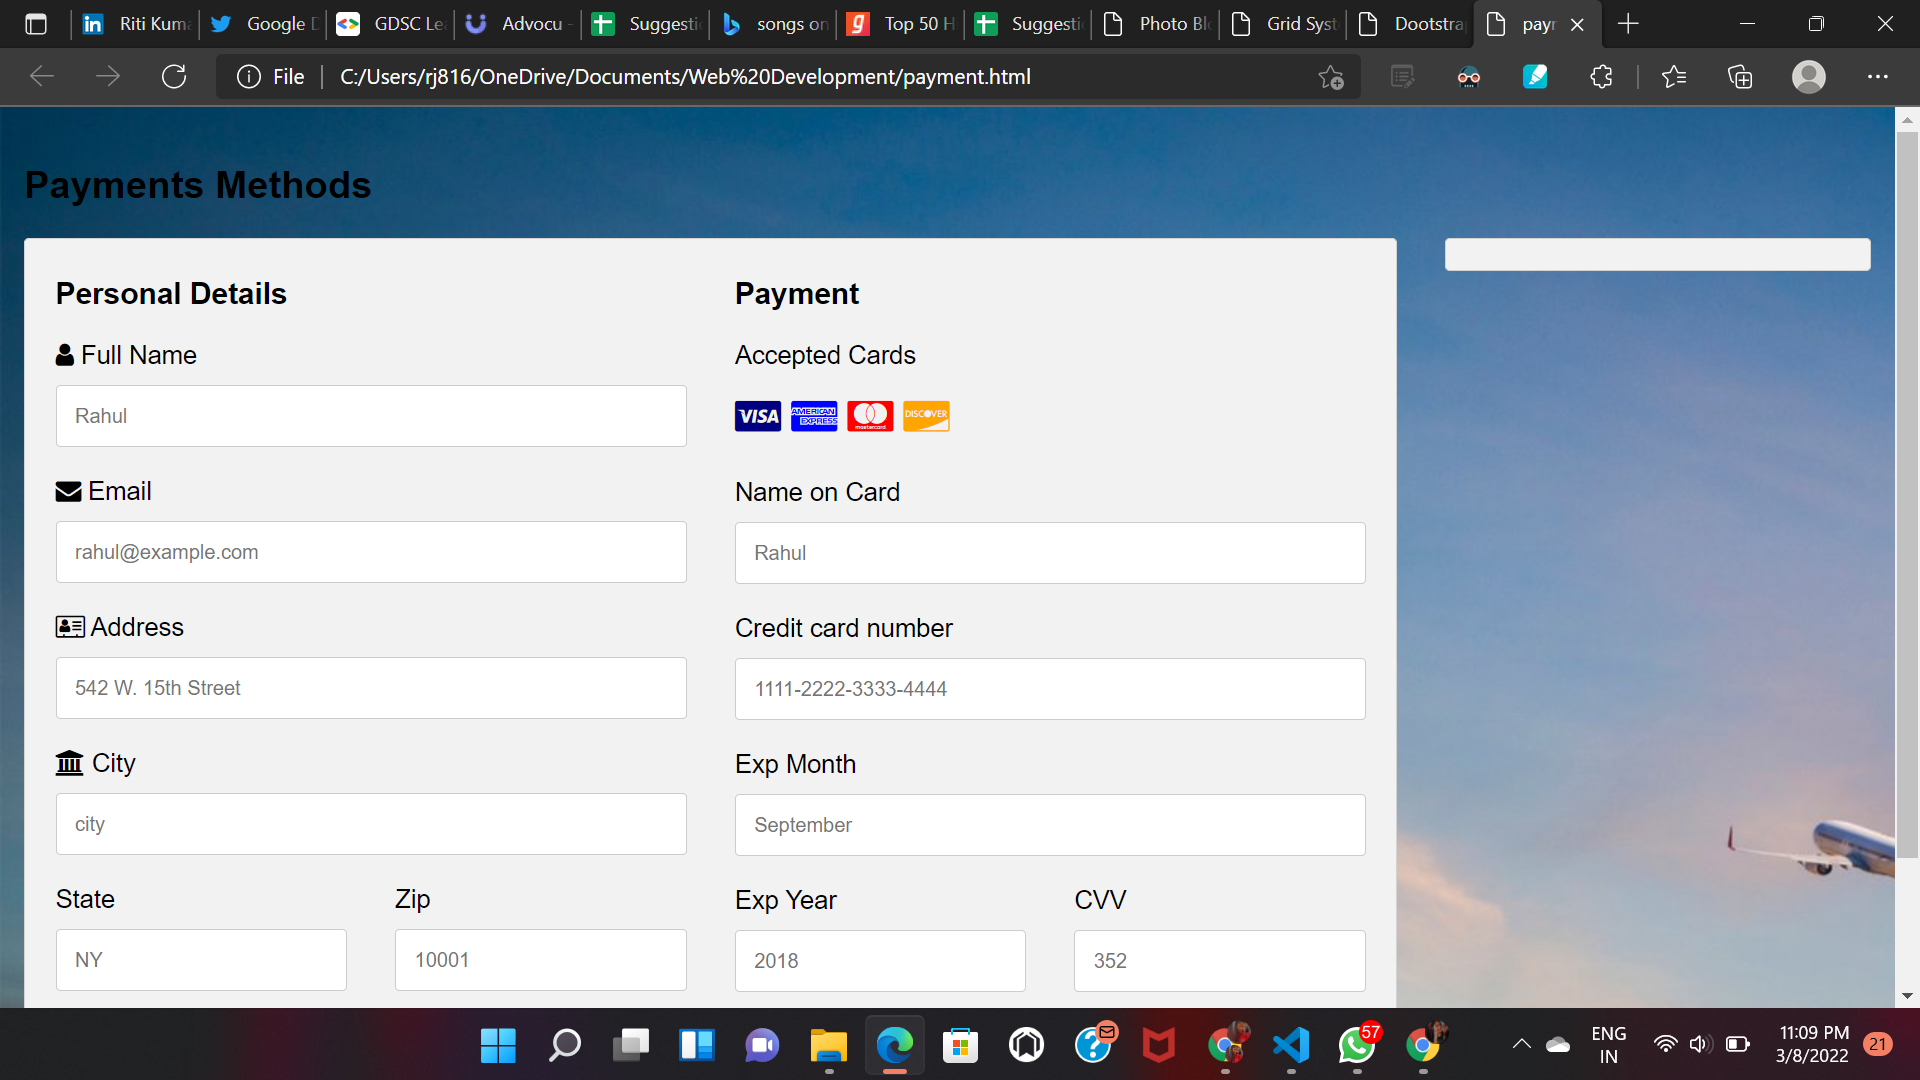 Riti Kuma
Google D
GDSC Lea
Advocu -
Suggesti
songs on
Top 50 H
Suggesti
Photo Bl
Grid Syst
Dootstrap
payr
File
C:/Users/rj816/OneDrive/Documents/Web%20Development/payment.html
Payments Methods
Personal Details
Full Name
Rahul
Email
rahul@example.com
Address
542 W. 15th Street
City
city
State
Zip
NY
10001
Payment
Accepted Cards
VISA
AMERICAN EXPRESS
mastercard
DISCOVER
Name on Card
Rahul
Credit card number
1111-2222-3333-4444
Exp Month
September
Exp Year
CVV
2018
352
57
ENG
IN
11:09 PM
3/8/2022
21